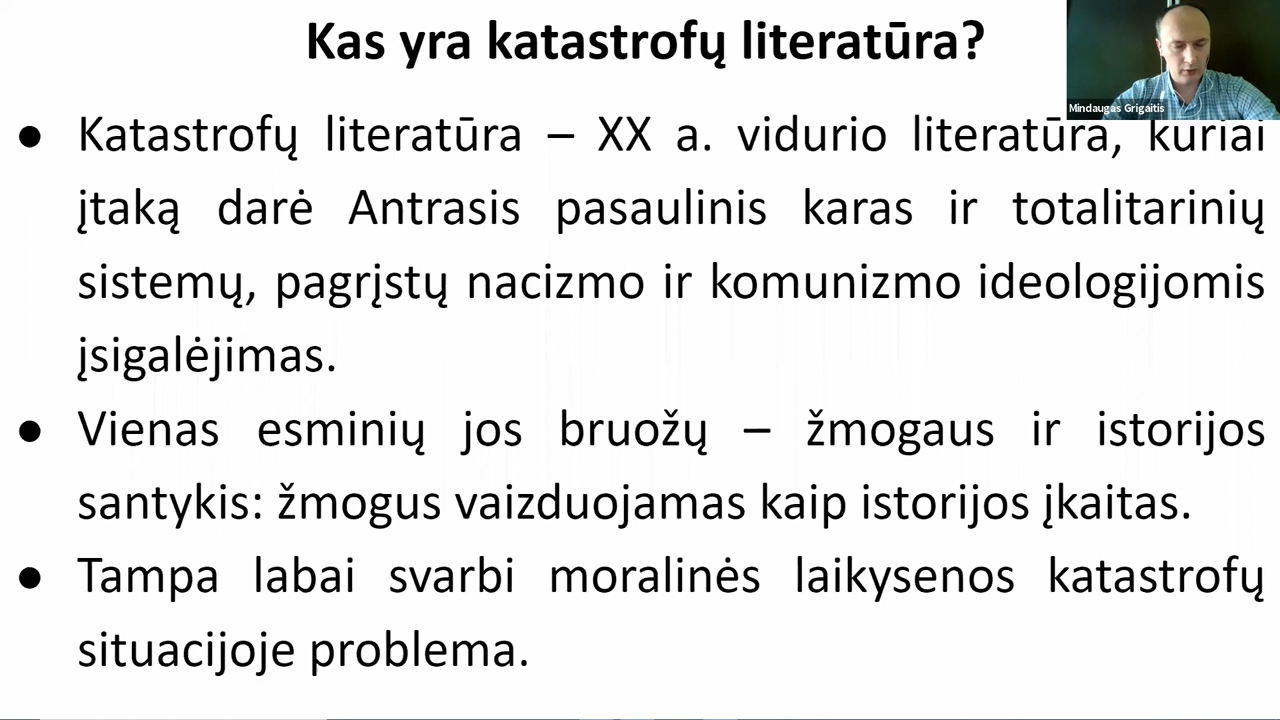 Kas yra katastrofų literatūra?
Mindaugas Grigaitis
● Katastrofų literatūra – XX a. vidurio literatūra, kuriai
įtaką darė Antrasis pasaulinis karas ir totalitarinių
sistemų, pagrįstų nacizmo ir komunizmo ideologijomis
įsigalėjimas.
● Vienas esminių jos bruožų – žmogaus ir istorijos
santykis: žmogus vaizduojamas kaip istorijos įkaitas.
● Tampa labai svarbi moralinės laikysenos katastrofų
situacijoje problema.